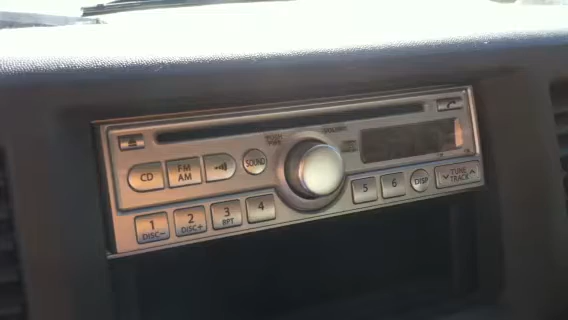 CD
FM
AM
SOUND
1
DISC−
2
DISC+
3
RPT
4
5
6
DISP
TUNE
TRACK